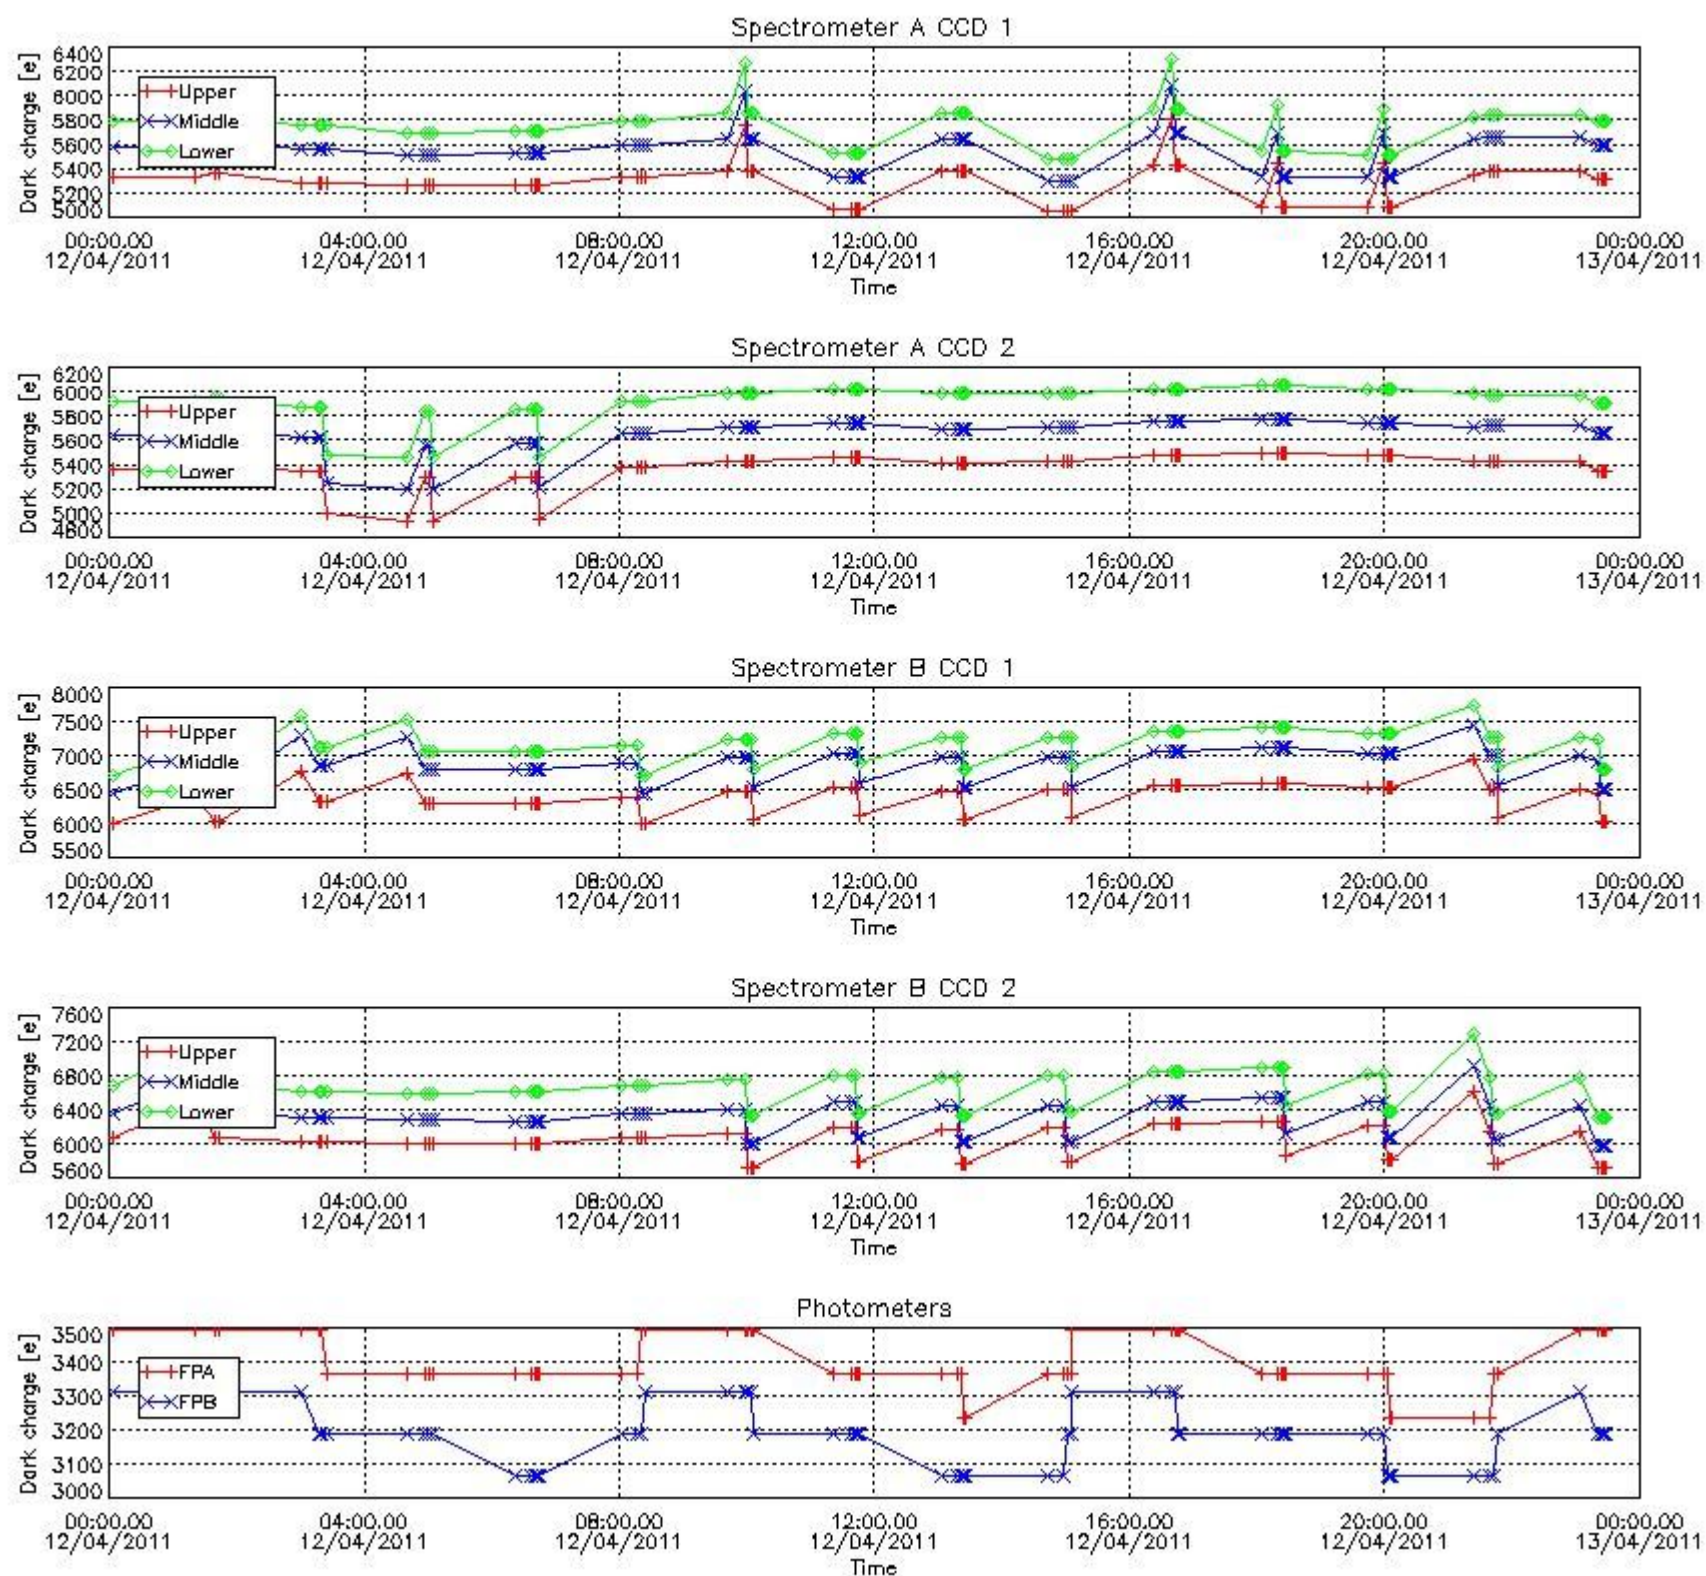 Spectrometer A CCD 1
Dark charge [e]
6400
6200
6000
5800
5600
5400
5200
5000
Upper
Middle
Lower
00:00.00 04:00.00 08:00.00 12:00.00 16:00.00 20:00.00 00:00.00
12/04/2011 12/04/2011 12/04/2011 12/04/2011 12/04/2011 12/04/2011 13/04/2011
Time
Spectrometer A CCD 2
Dark charge [e]
6200
6000
5800
5600
5400
5200
5000
4800
Upper
Middle
Lower
00:00.00 04:00.00 08:00.00 12:00.00 16:00.00 20:00.00 00:00.00
12/04/2011 12/04/2011 12/04/2011 12/04/2011 12/04/2011 12/04/2011 13/04/2011
Time
Spectrometer B CCD 1
Dark charge [e]
8000
7500
7000
6500
6000
5500
Upper
Middle
Lower
00:00.00 04:00.00 08:00.00 12:00.00 16:00.00 20:00.00 00:00.00
12/04/2011 12/04/2011 12/04/2011 12/04/2011 12/04/2011 12/04/2011 13/04/2011
Time
Spectrometer B CCD 2
Dark charge [e]
7600
7200
6800
6400
6000
5600
Upper
Middle
Lower
00:00.00 04:00.00 08:00.00 12:00.00 16:00.00 20:00.00 00:00.00
12/04/2011 12/04/2011 12/04/2011 12/04/2011 12/04/2011 12/04/2011 13/04/2011
Time
Photometers
Dark charge [e]
3500
3400
3300
3200
3100
3000
FPA
FPB
00:00.00 04:00.00 08:00.00 12:00.00 16:00.00 20:00.00 00:00.00
12/04/2011 12/04/2011 12/04/2011 12/04/2011 12/04/2011 12/04/2011 13/04/2011
Time